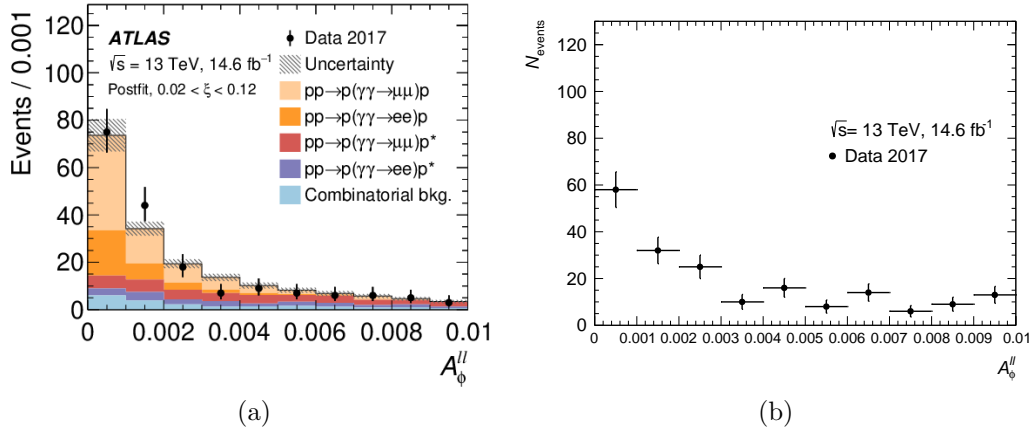 Events / 0.001
120
100
80
60
40
20
0
ATLAS
√s = 13 TeV, 14.6 fb⁻¹
Postfit, 0.02 < ξ < 0.12
Data 2017
Uncertainty
pp→p(γγ→μμ)p
pp→p(γγ→ee)p
pp→p(γγ→μμ)p*
pp→p(γγ→ee)p*
Combinatorial bkg.
0 0.002 0.004 0.006 0.008 0.01
A_ϕ^ll
(a)
N_events
120
100
80
60
40
20
0
√s= 13 TeV, 14.6 fb⁻¹
Data 2017
0 0.001 0.002 0.003 0.004 0.005 0.006 0.007 0.008 0.009 0.01
A_ϕ^ll
(b)